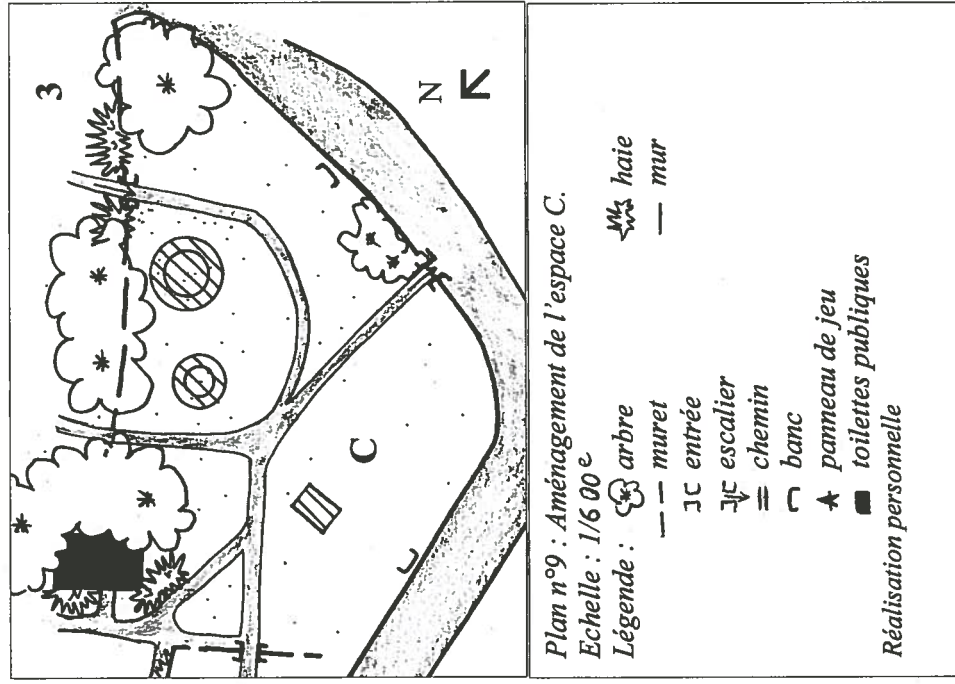 3
N
C
Plan n°9 : Aménagement de l'espace C.
Echelle : 1/600e
Légende : arbre
haie
muret
mur
entrée
escalier
chemin
banc
panneau de jeu
toilettes publiques
Réalisation personnelle